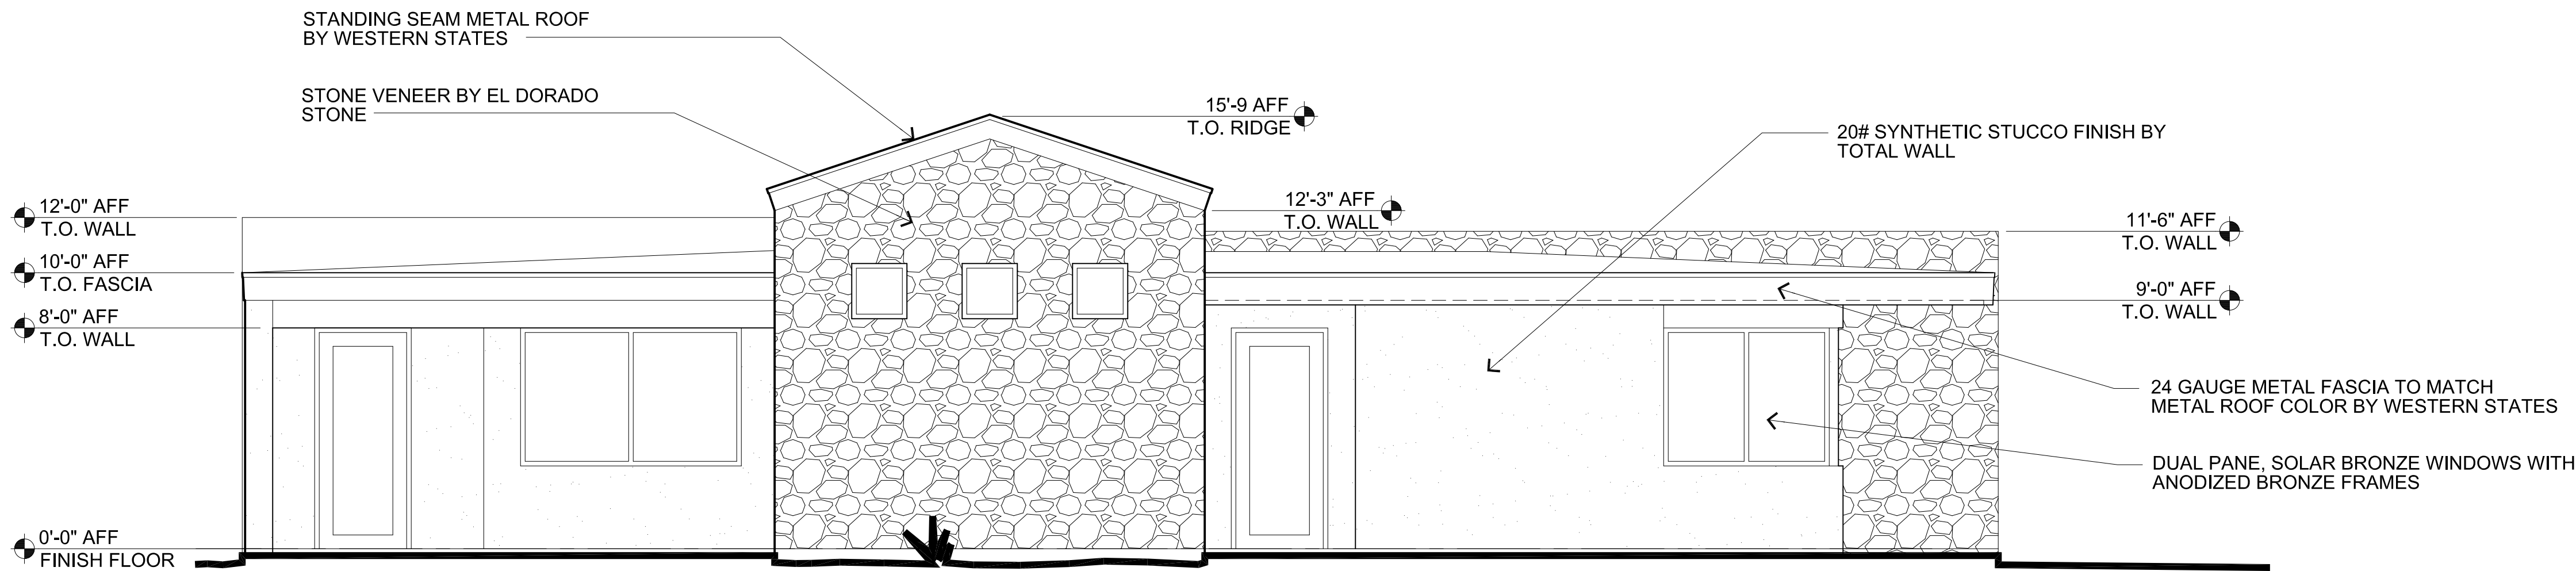 STANDING SEAM METAL ROOF
BY WESTERN STATES
STONE VENEER BY EL DORADO
STONE
15'-9 AFF
T.O. RIDGE
20# SYNTHETIC STUCCO FINISH BY
TOTAL WALL
12'-0" AFF
T.O. WALL
12'-3" AFF
T.O. WALL
11'-6" AFF
T.O. WALL
10'-0" AFF
T.O. FASCIA
9'-0" AFF
T.O. WALL
8'-0" AFF
T.O. WALL
24 GAUGE METAL FASCIA TO MATCH
METAL ROOF COLOR BY WESTERN STATES
DUAL PANE, SOLAR BRONZE WINDOWS WITH
ANODIZED BRONZE FRAMES
0'-0" AFF
FINISH FLOOR